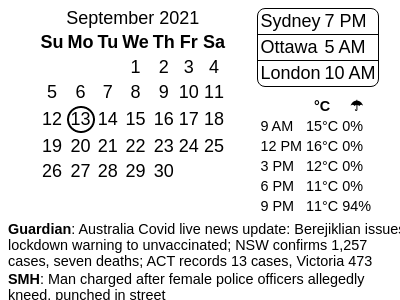 September 2021
Su Mo Tu We Th Fr Sa
1 2 3 4
5 6 7 8 9 10 11
12 13 14 15 16 17 18
19 20 21 22 23 24 25
26 27 28 29 30
Sydney 7 PM
Ottawa 5 AM
London 10 AM
°C ☂
9 AM 15°C 0%
12 PM 16°C 0%
3 PM 12°C 0%
6 PM 11°C 0%
9 PM 11°C 94%
Guardian: Australia Covid live news update: Berejiklian issues
lockdown warning to unvaccinated; NSW confirms 1,257
cases, seven deaths; ACT records 13 cases, Victoria 473
SMH: Man charged after female police officers allegedly
kneed, punched in street